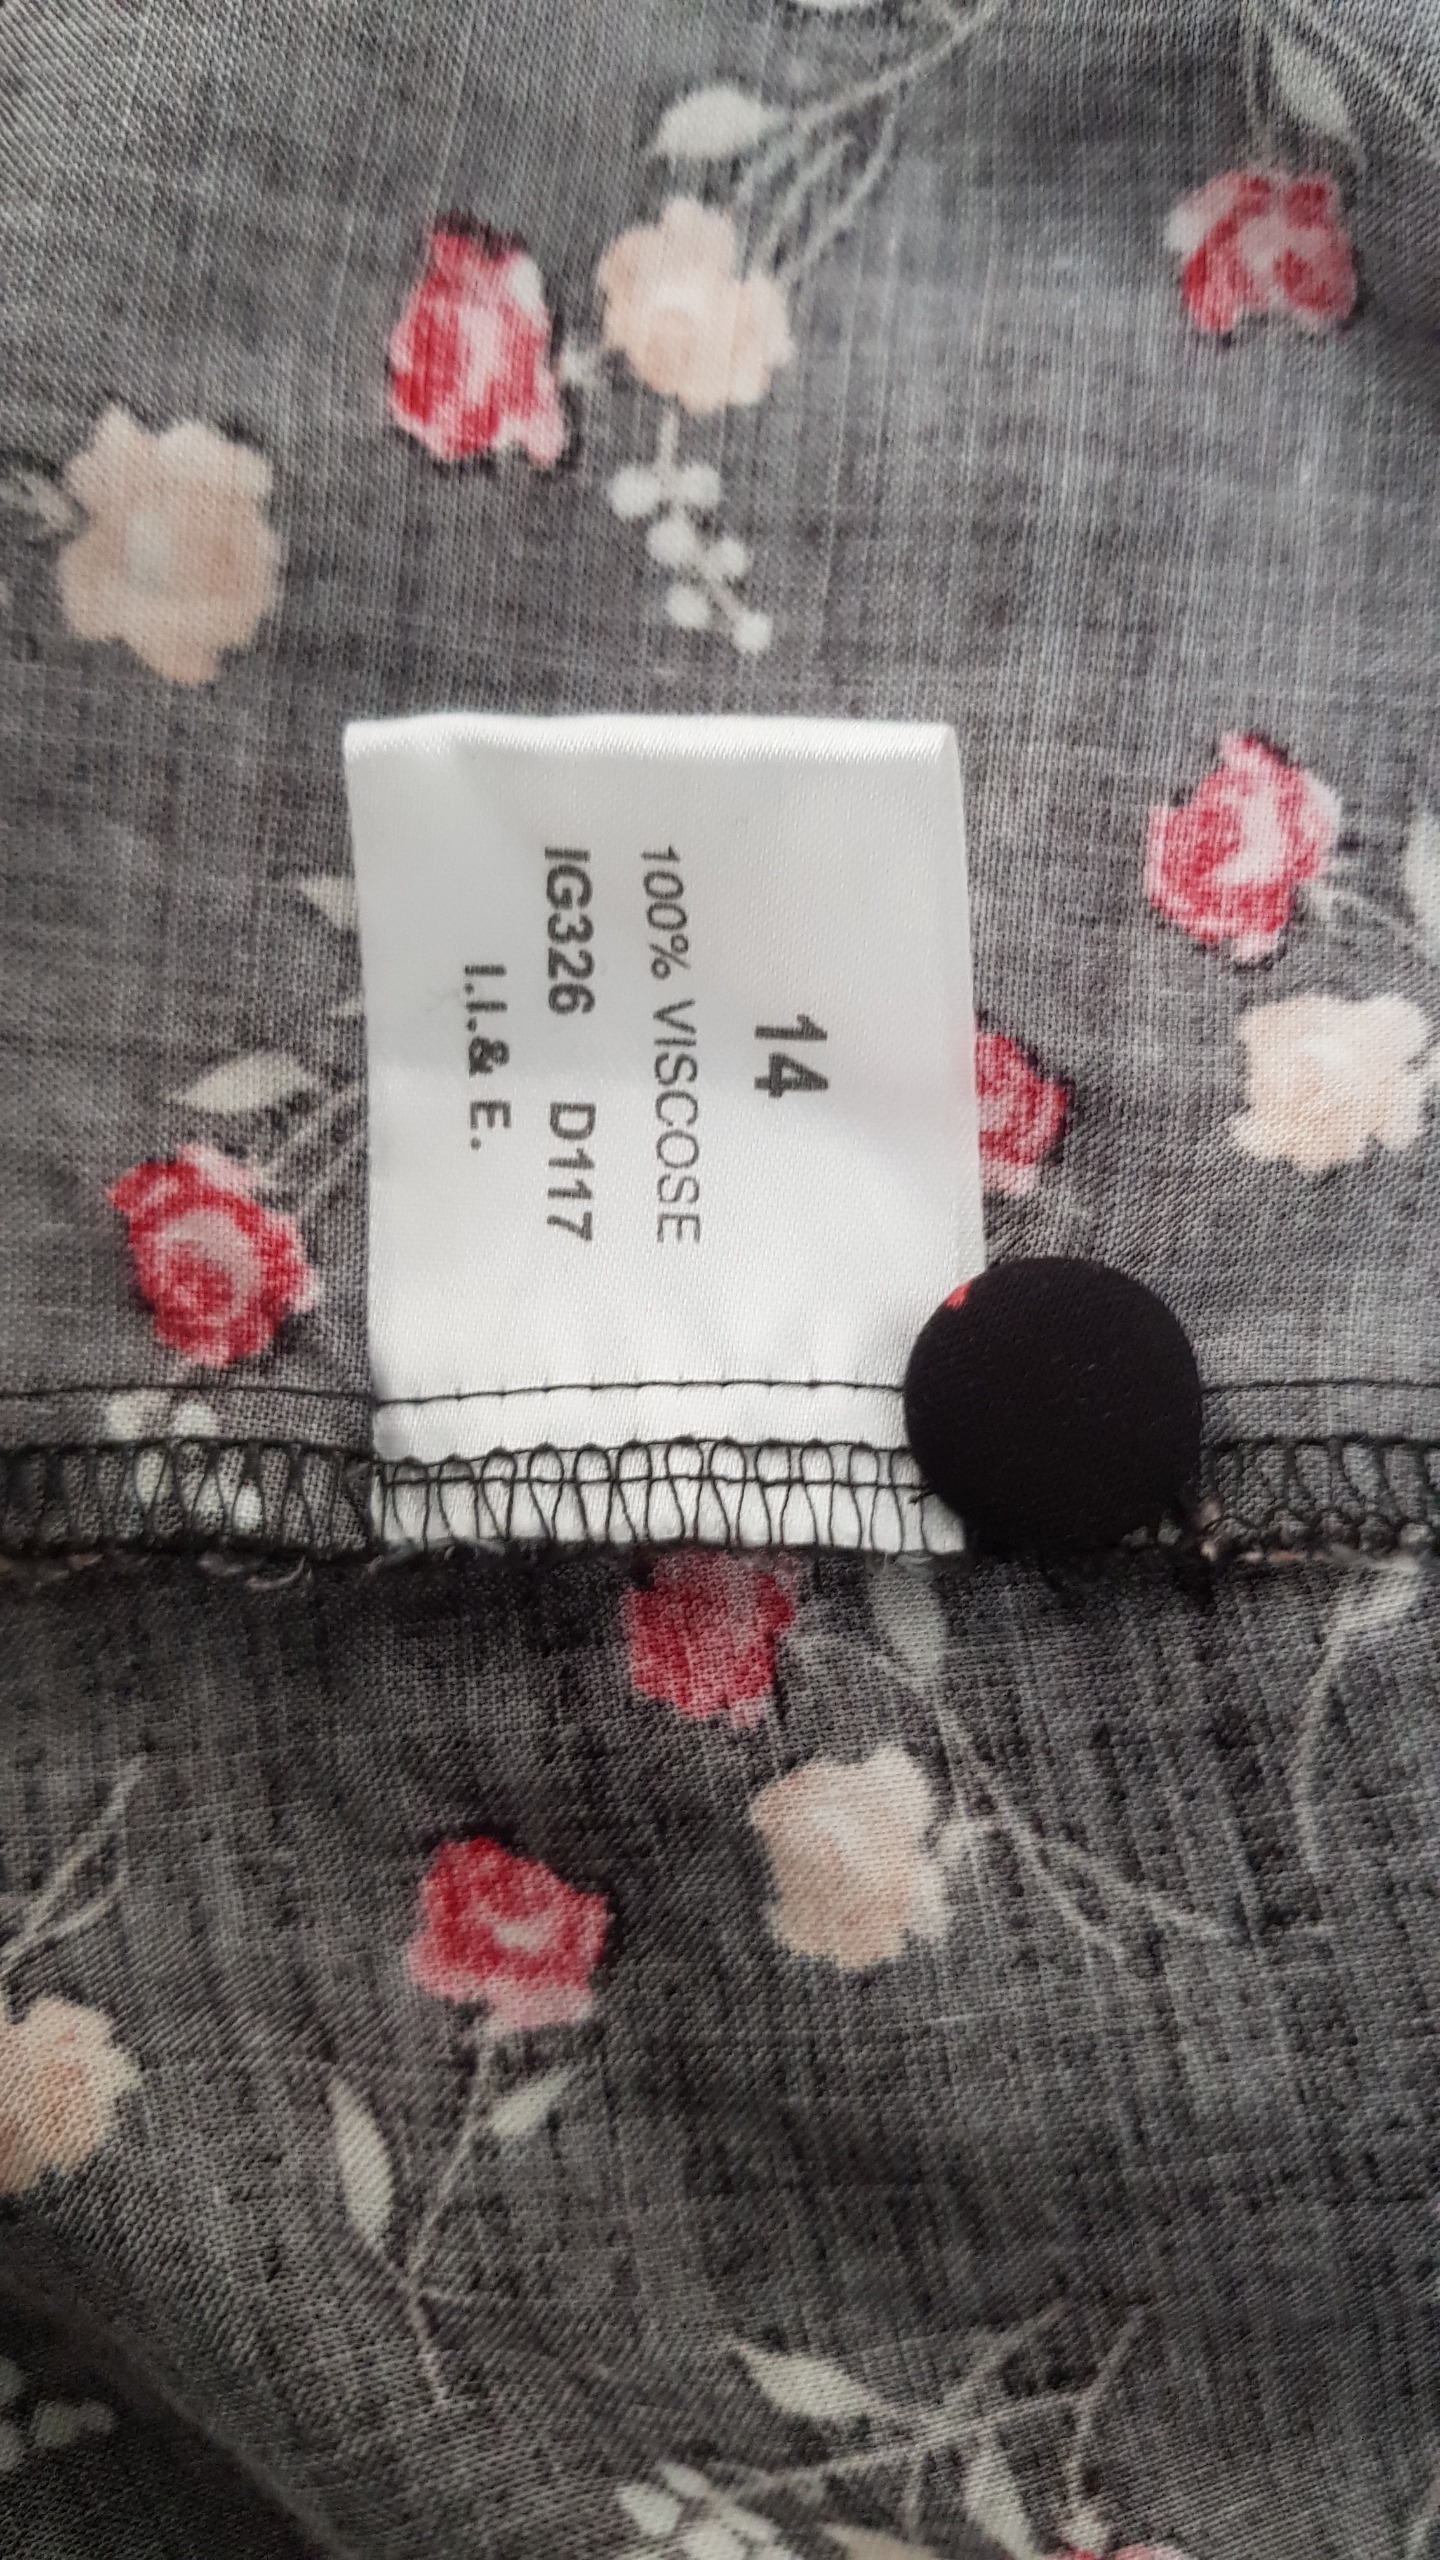 14
100% VISCOSE
IG326 D117
I.I.& E.